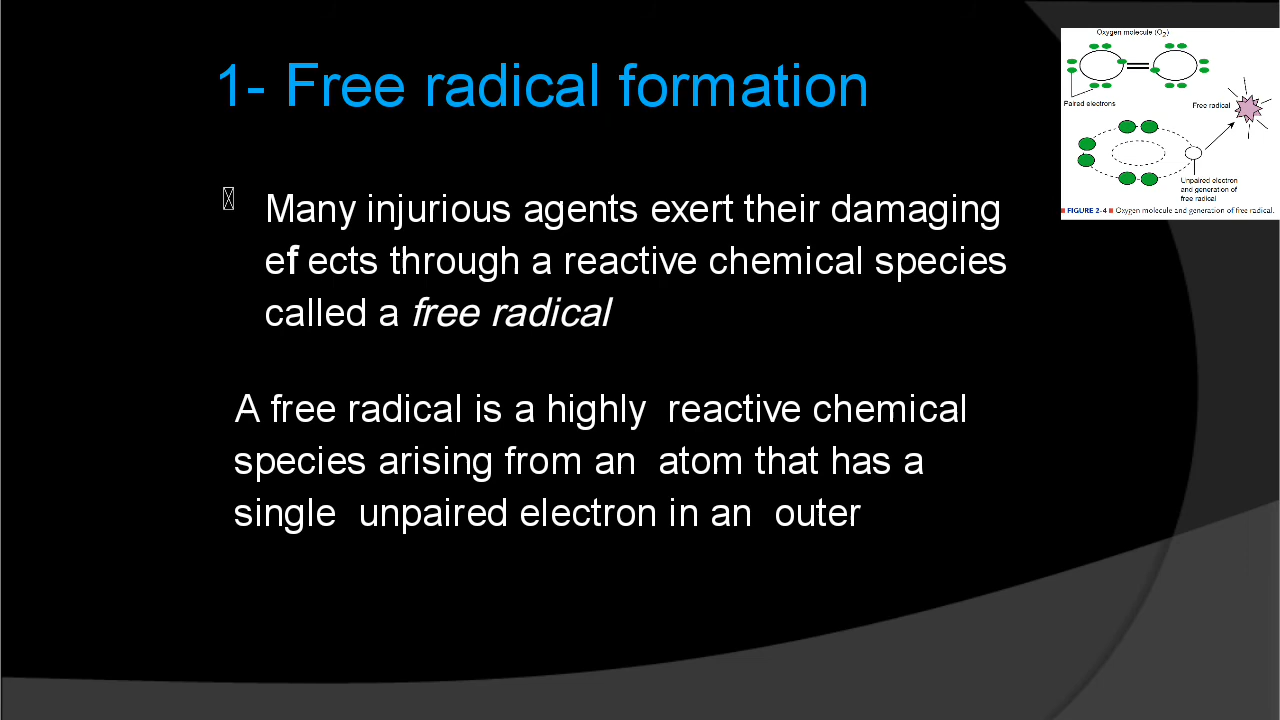 1- Free radical formation
Many injurious agents exert their damaging
ef ects through a reactive chemical species
called a free radical
A free radical is a highly reactive chemical
species arising from an atom that has a
single unpaired electron in an outer
Oxygen molecule (O2)
Paired electrons
Free radical
Unpaired electron
and generation of
free radical
FIGURE 2-4 Oxygen molecule and generation of free radical.